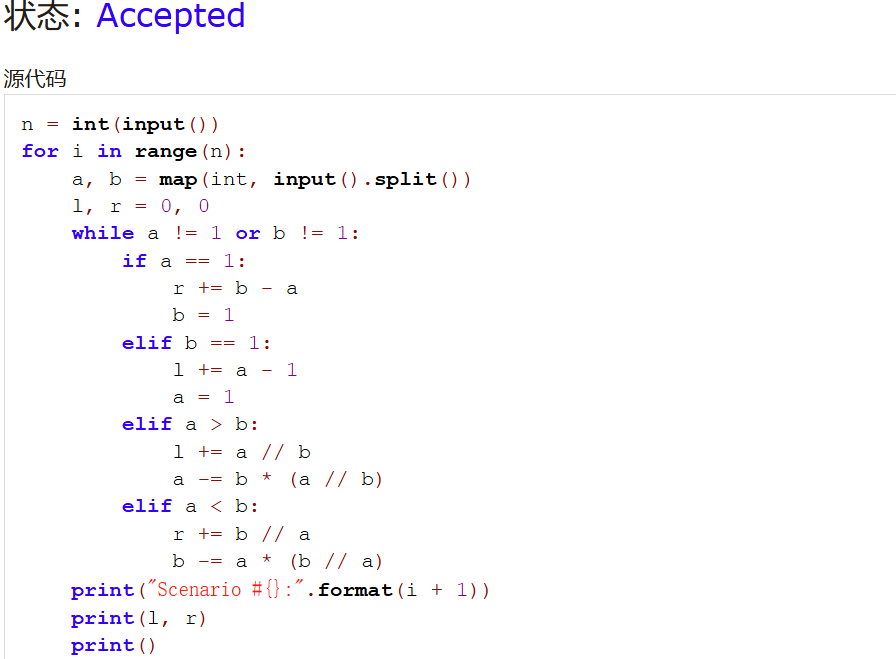 状态: Accepted
源代码
n = int(input())
for i in range(n):
    a, b = map(int, input().split())
    l, r = 0, 0
    while a != 1 or b != 1:
        if a == 1:
            r += b - a
            b = 1
        elif b == 1:
            l += a - 1
            a = 1
        elif a > b:
            l += a // b
            a -= b * (a // b)
        elif a < b:
            r += b // a
            b -= a * (b // a)
    print("Scenario #{}:".format(i + 1))
    print(l, r)
    print()